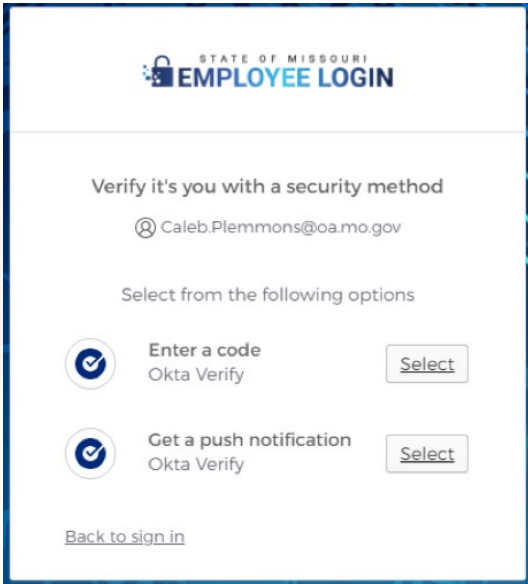 STATE OF MISSOURI
EMPLOYEE LOGIN
Verify it's you with a security method
Caleb.Plemmons@oa.mo.gov
Select from the following options
Enter a code
Okta Verify
Select
Get a push notification
Okta Verify
Select
Back to sign in